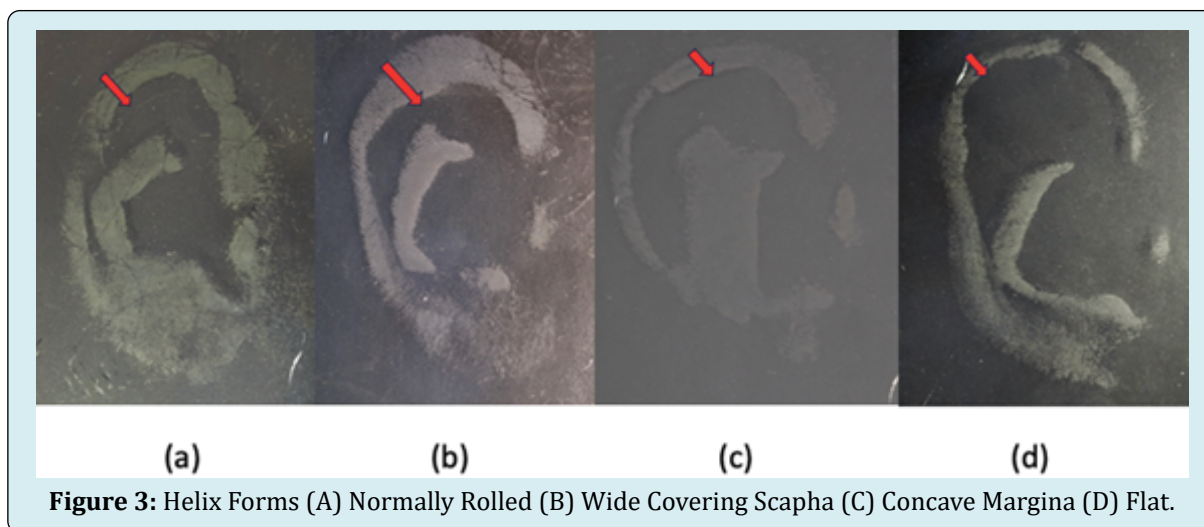 (a) (b) (c) (d)
Figure 3: Helix Forms (A) Normally Rolled (B) Wide Covering Scapha (C) Concave Margina (D) Flat.